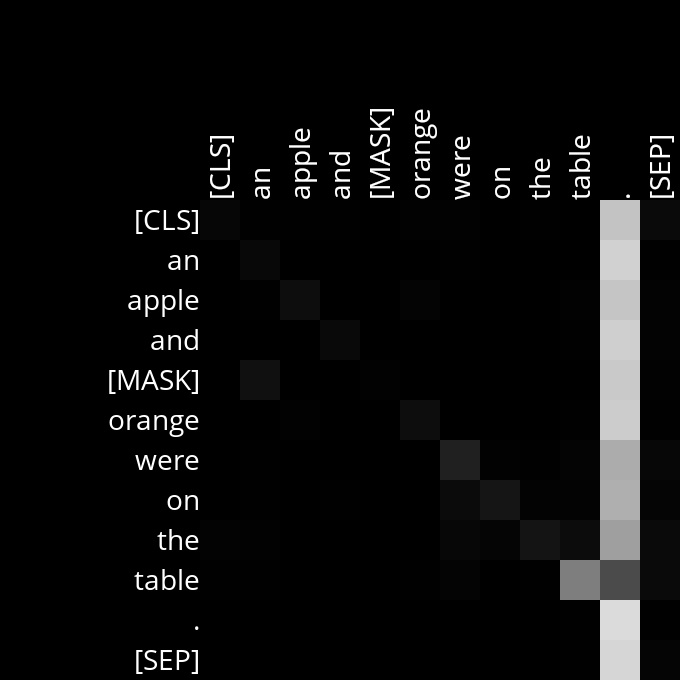 [CLS] an apple and [MASK] orange were on the table . [SEP]
[CLS]
an
apple
and
[MASK]
orange
were
on
the
table
.
[SEP]